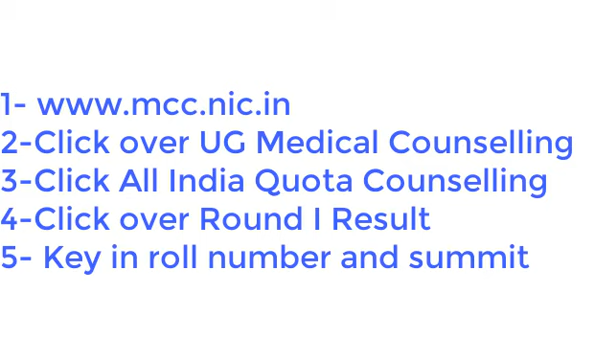 1- www.mcc.nic.in
2-Click over UG Medical Counselling
3-Click All India Quota Counselling
4-Click over Round I Result
5- Key in roll number and summit